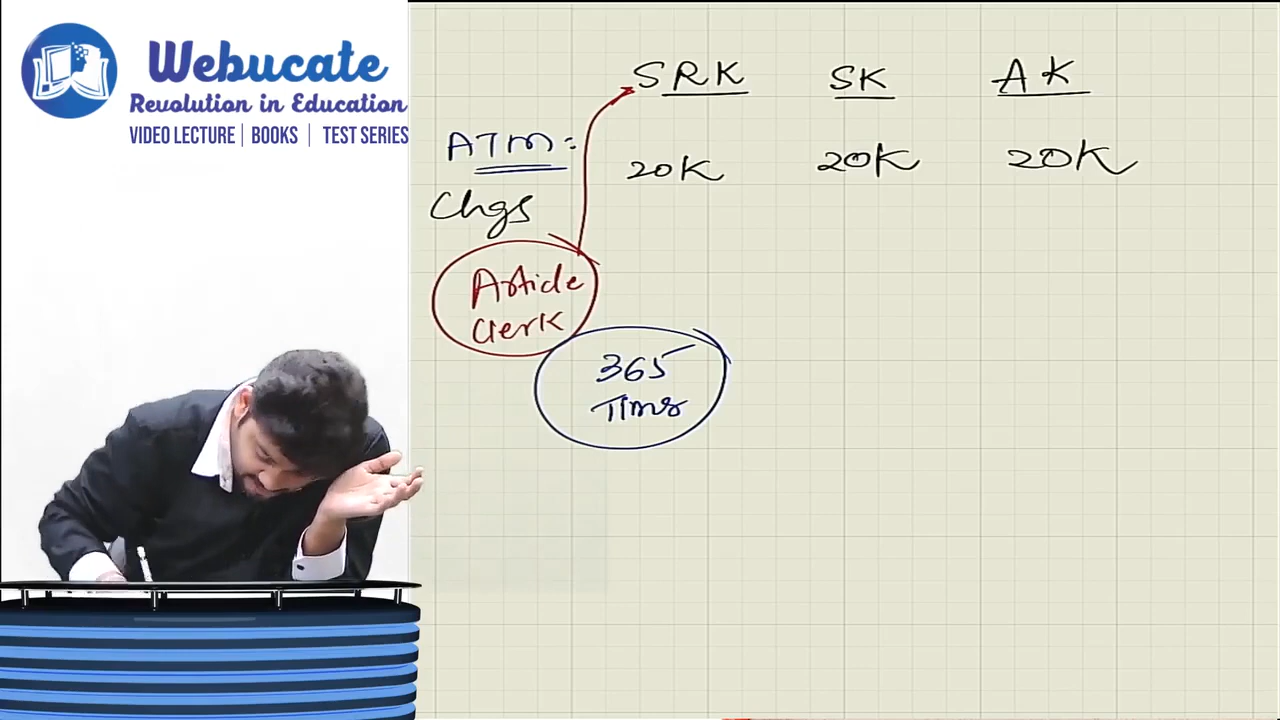 Webucate
Revolution in Education
VIDEO LECTURE | BOOKS | TEST SERIES
SRK SK AK
ATM:
20K 20K 20K
Chgs
Article
Clerk
365
Times